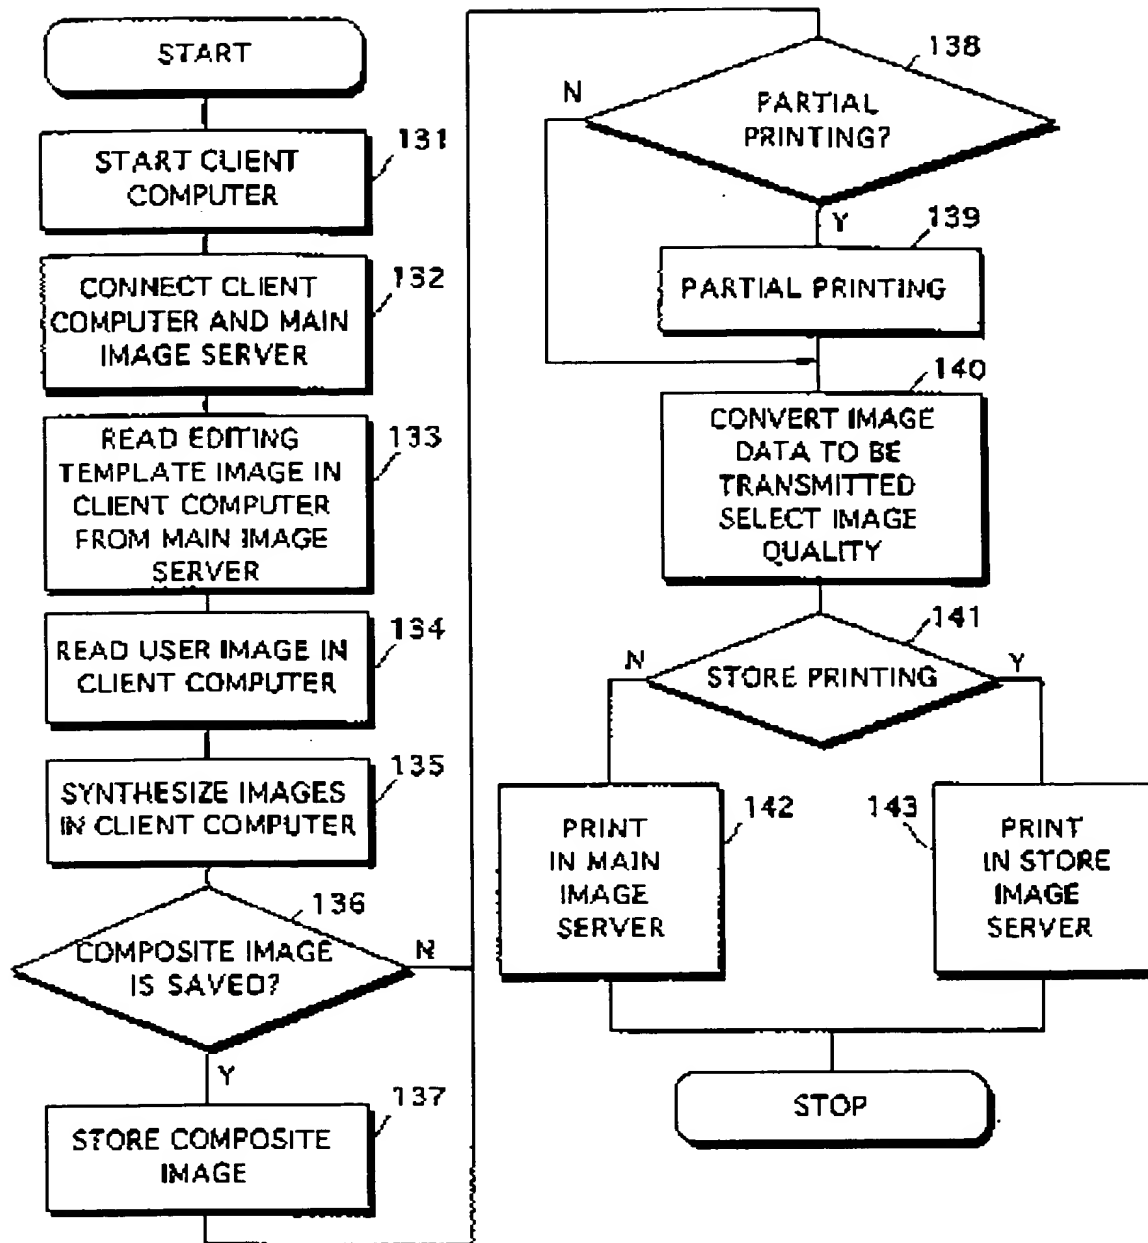 START
131
START CLIENT
COMPUTER
132
CONNECT CLIENT
COMPUTER AND MAIN
IMAGE SERVER
133
READ EDITING
TEMPLATE IMAGE IN
CLIENT COMPUTER
FROM MAIN IMAGE
SERVER
134
READ USER IMAGE IN
CLIENT COMPUTER
135
SYNTHESIZE IMAGES
IN CLIENT COMPUTER
136
COMPOSITE IMAGE
IS SAVED?
N
Y
137
STORE COMPOSITE
IMAGE
138
PARTIAL
PRINTING?
N
Y
139
PARTIAL PRINTING
140
CONVERT IMAGE
DATA TO BE
TRANSMITTED
SELECT IMAGE
QUALITY
141
STORE PRINTING
N
Y
142
PRINT
IN MAIN
IMAGE
SERVER
143
PRINT
IN STORE
IMAGE
SERVER
STOP